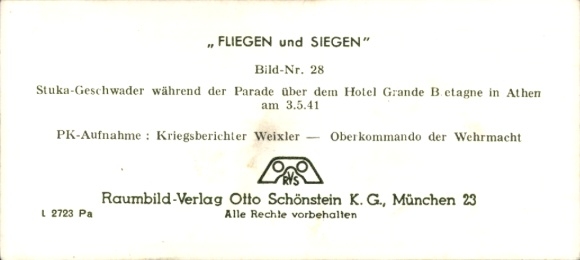 „FLIEGEN und SIEGEN"
Bild-Nr. 28
Stuka-Geschwader während der Parade über dem Hotel Grande B etagne in Athen
am 3.5.41
PK-Aufnahme : Kriegsberichter Weixler — Oberkommando der Wehrmacht
RVS
Raumbild-Verlag Otto Schönstein K. G., München 23
L 2723 Pa
Alle Rechte vorbehalten